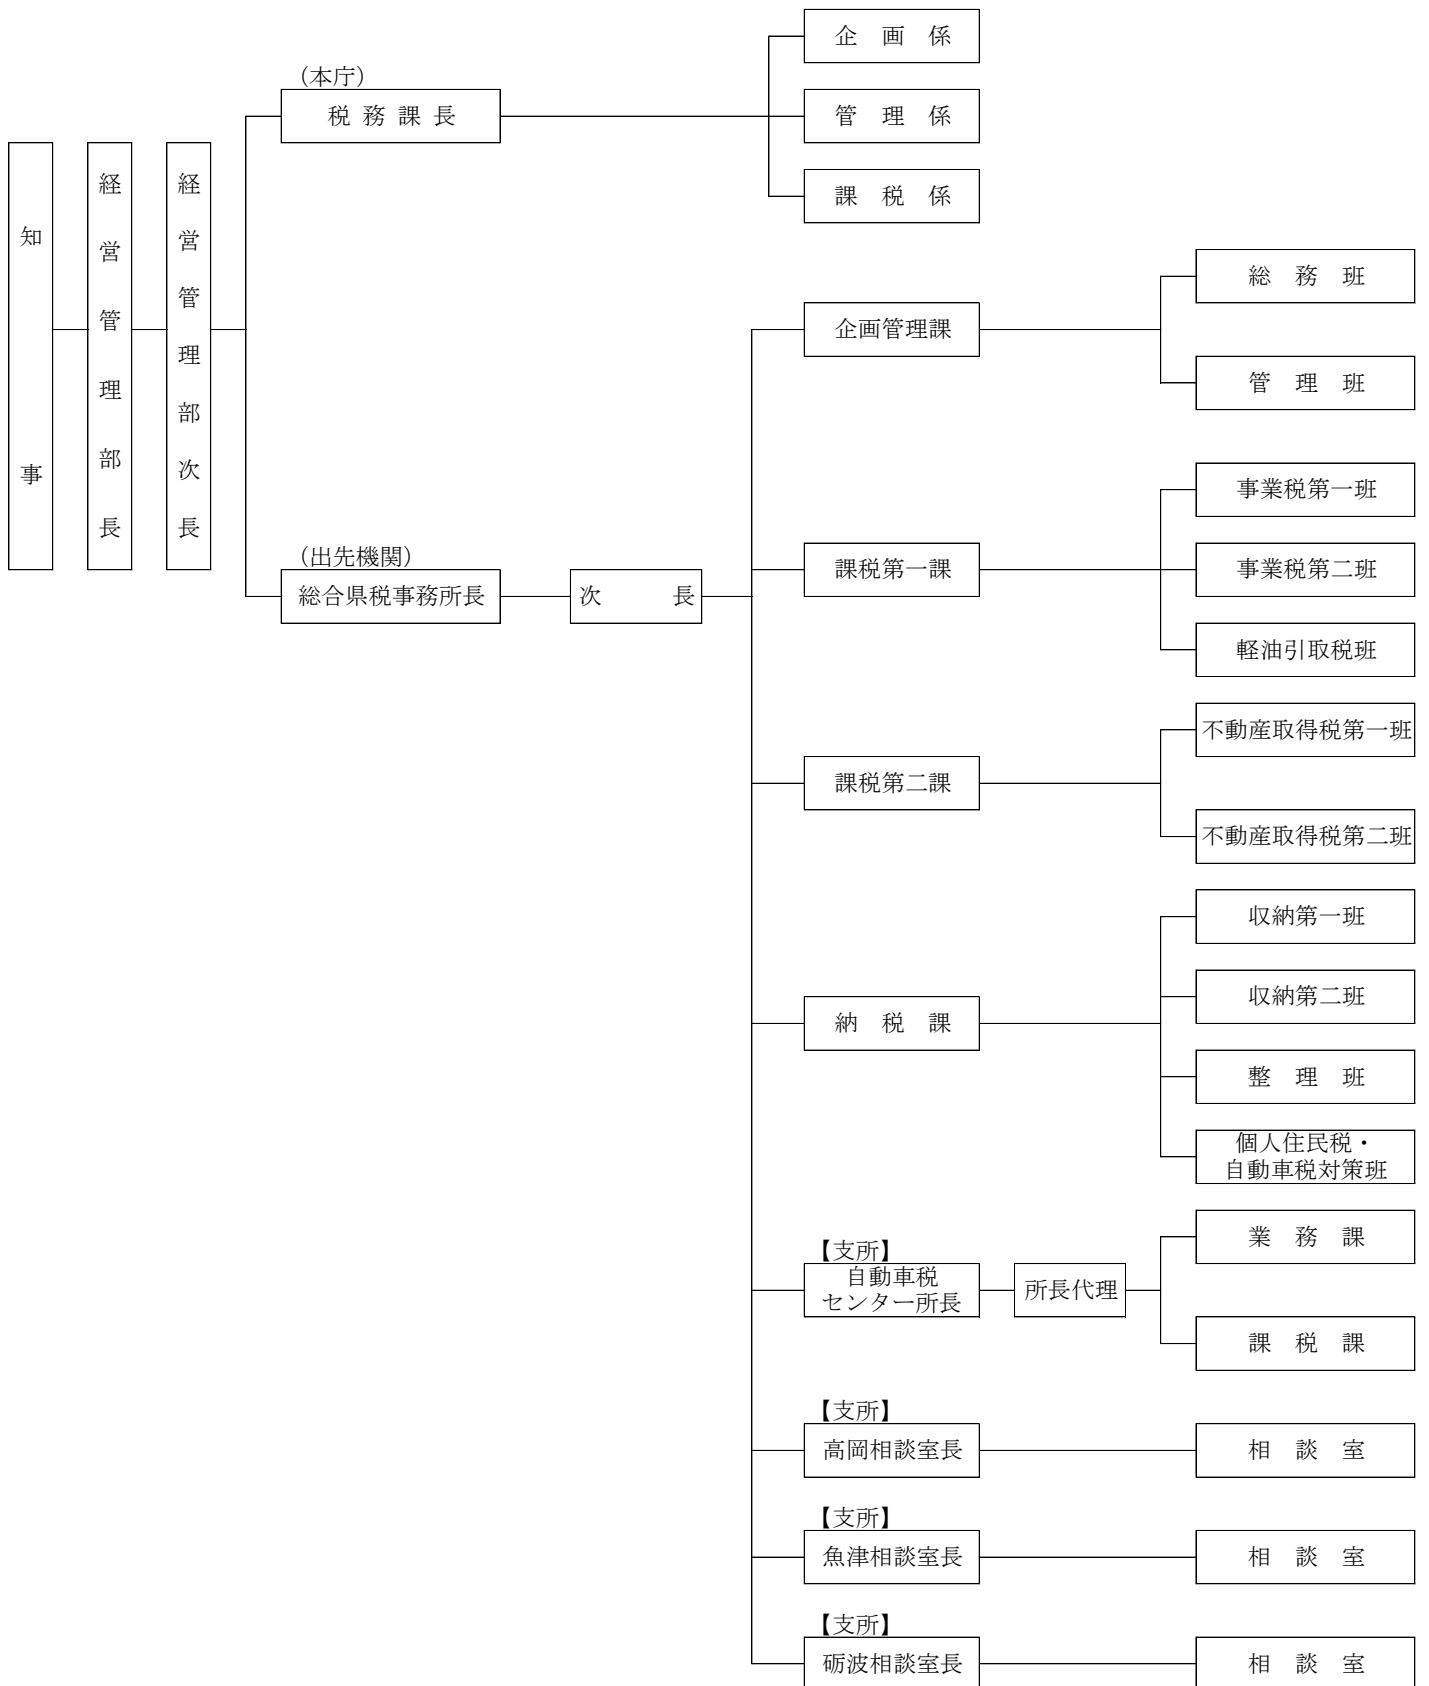 知事
経営管理部長
経営管理部次長
(本庁)
税務課長
企画係
管理係
課税係
(出先機関)
総合県税事務所長
次長
企画管理課
総務班
管理班
課税第一課
事業税第一班
事業税第二班
軽油引取税班
課税第二課
不動産取得税第一班
不動産取得税第二班
納税課
収納第一班
収納第二班
整理班
個人住民税・
自動車税対策班
【支所】
自動車税
センター所長
所長代理
業務課
課税課
【支所】
高岡相談室長
相談室
【支所】
魚津相談室長
相談室
【支所】
砺波相談室長
相談室